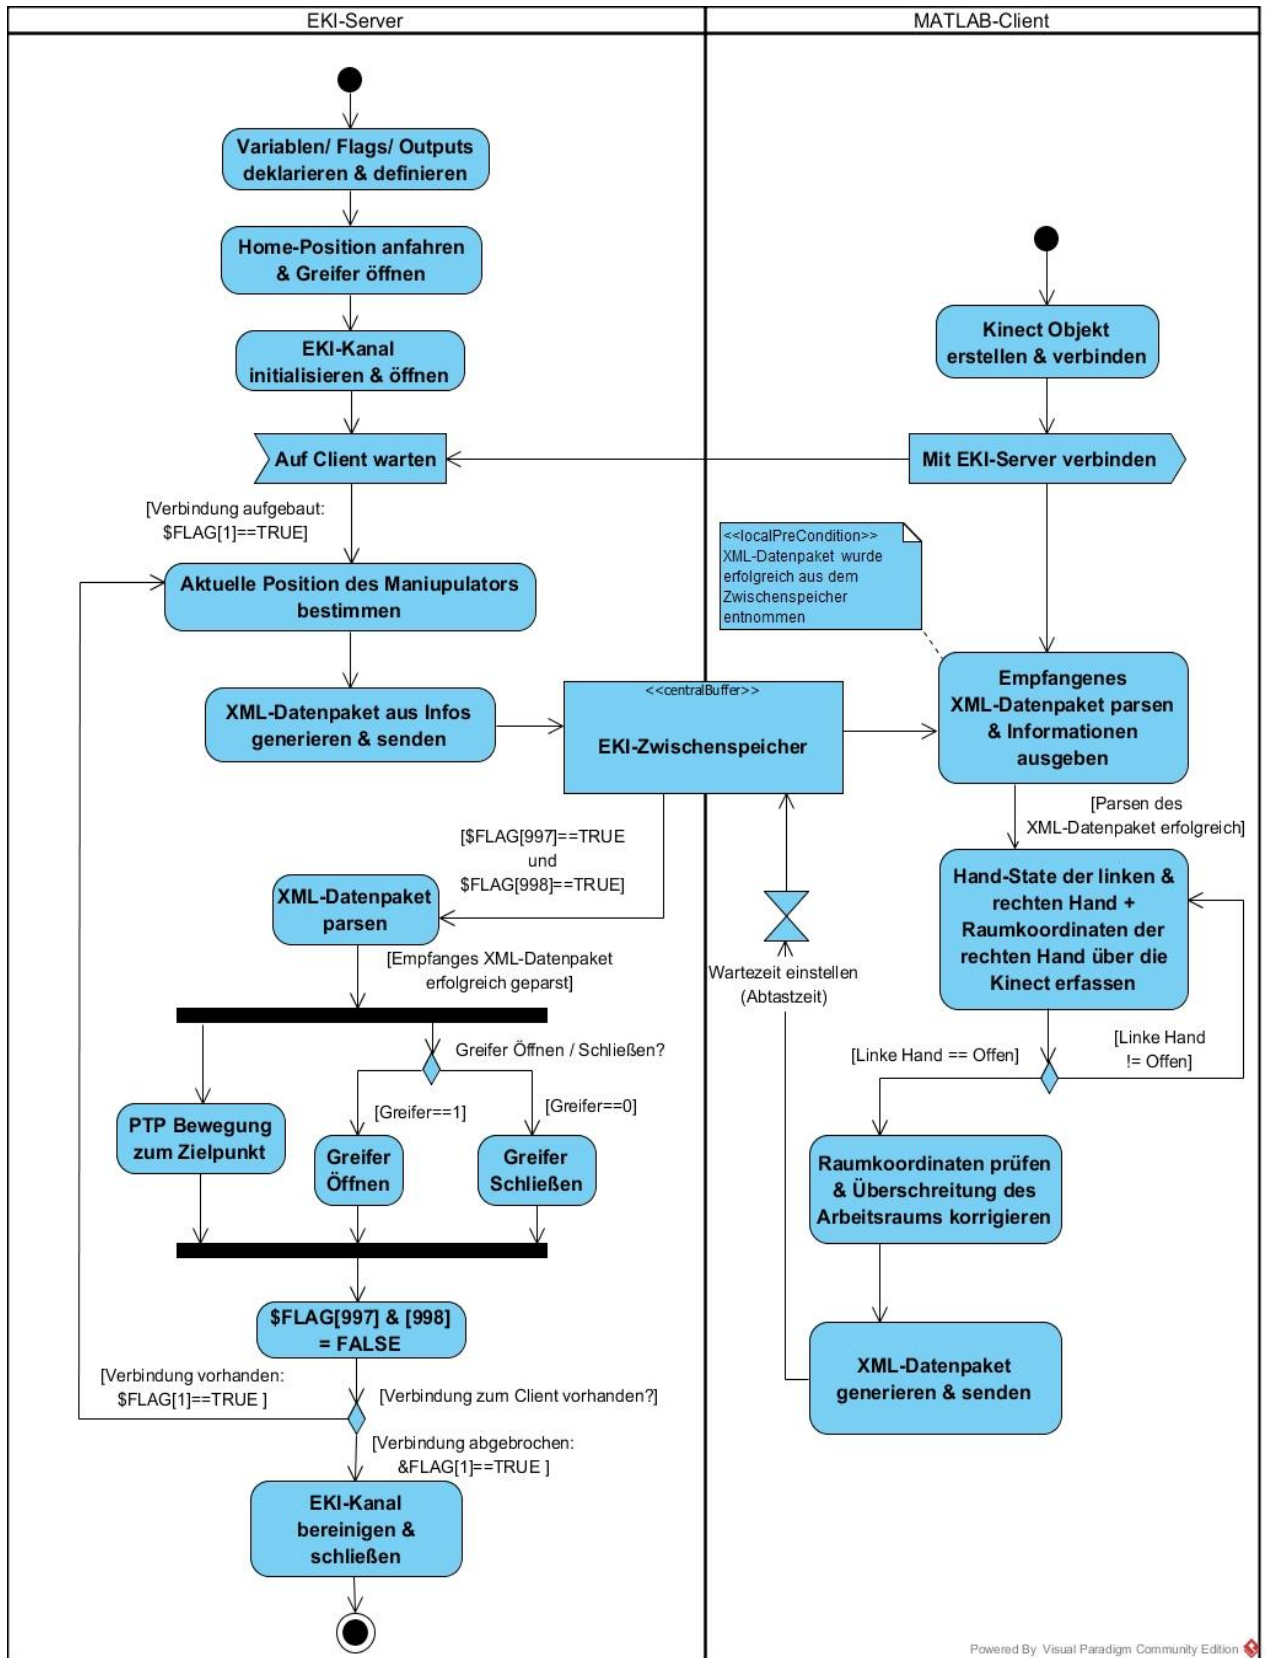 EKI-Server
MATLAB-Client
Variablen/ Flags/ Outputs
deklarieren & definieren
Home-Position anfahren
& Greifer öffnen
EKI-Kanal
initialisieren & öffnen
Auf Client warten
[Verbindung aufgebaut:
$FLAG[1]==TRUE]
Aktuelle Position des Maniupulators
bestimmen
XML-Datenpaket aus Infos
generieren & senden
<<centralBuffer>>
EKI-Zwischenspeicher
[$FLAG[997]==TRUE
und
$FLAG[998]==TRUE]
XML-Datenpaket
parsen
[Empfanges XML-Datenpaket
erfolgreich geparst]
Greifer Öffnen / Schließen?
[Greifer==1]
[Greifer==0]
PTP Bewegung
zum Zielpunkt
Greifer
Öffnen
Greifer
Schließen
$FLAG[997] & [998]
= FALSE
[Verbindung vorhanden:
$FLAG[1]==TRUE ]
[Verbindung zum Client vorhanden?]
[Verbindung abgebrochen:
&FLAG[1]==TRUE ]
EKI-Kanal
bereinigen &
schließen
Kinect Objekt
erstellen & verbinden
Mit EKI-Server verbinden
<<localPreCondition>>
XML-Datenpaket wurde
erfolgreich aus dem
Zwischenspeicher
entnommen
Empfangenes
XML-Datenpaket parsen
& Informationen
ausgeben
[Parsen des
XML-Datenpaket erfolgreich]
Hand-State der linken &
rechten Hand +
Raumkoordinaten der
rechten Hand über die
Kinect erfassen
[Linke Hand == Offen]
[Linke Hand
!= Offen]
Raumkoordinaten prüfen
& Überschreitung des
Arbeitsraums korrigieren
XML-Datenpaket
generieren & senden
Wartezeit einstellen
(Abtastzeit)
Powered By Visual Paradigm Community Edition